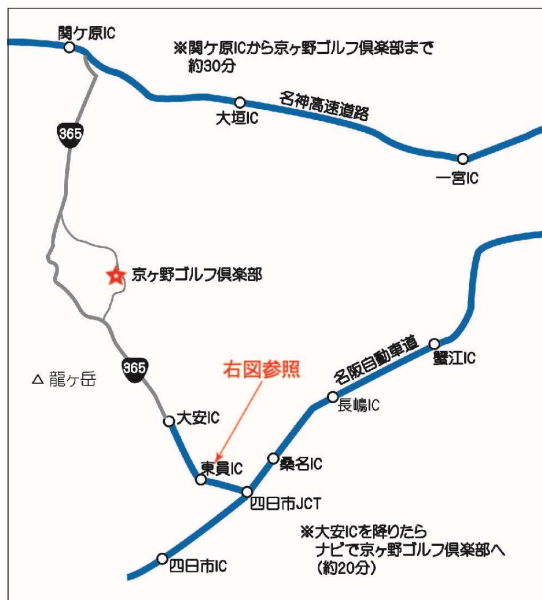 関ケ原IC
※関ケ原ICから京ヶ野ゴルフ倶楽部まで
約30分
名神高速道路
大垣IC
一宮IC
365
京ヶ野ゴルフ倶楽部
名阪自動車道
蟹江IC
365
右図参照
△ 龍ヶ岳
長嶋IC
大安IC
東員IC
桑名IC
四日市JCT
※大安ICを降りたら
ナビで京ヶ野ゴルフ倶楽部へ
(約20分)
四日市IC